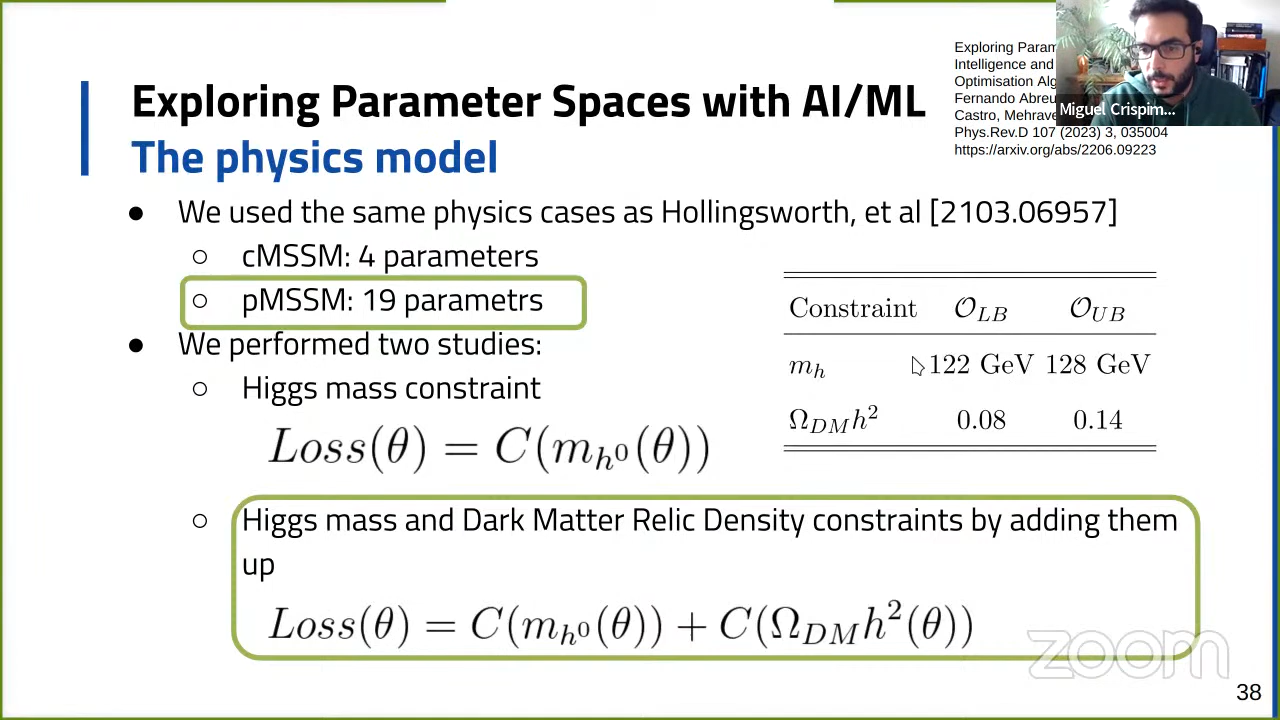 Exploring Param
Intelligence and
Optimisation Alg
Fernando Abreu
Castro, Mehrave
Phys.Rev.D 107 (2023) 3, 035004
https://arxiv.org/abs/2206.09223
Miguel Crispim...
Exploring Parameter Spaces with AI/ML
The physics model
● We used the same physics cases as Hollingsworth, et al [2103.06957]
○ cMSSM: 4 parameters
○ pMSSM: 19 parametrs
● We performed two studies:
○ Higgs mass constraint
Loss(θ) = C(m_{h^0}(θ))
Constraint O_{LB} O_{UB}
m_h 122 GeV 128 GeV
Ω_{DM}h^2 0.08 0.14
○ Higgs mass and Dark Matter Relic Density constraints by adding them
up
Loss(θ) = C(m_{h^0}(θ)) + C(Ω_{DM}h^2(θ))
zoom
38